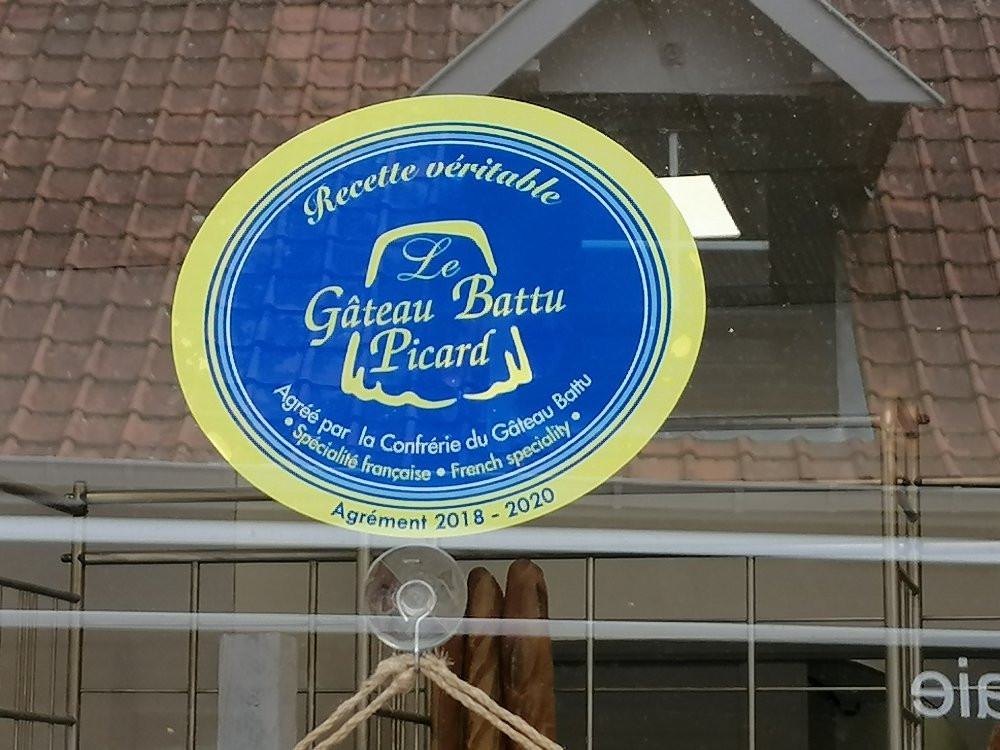 Recette véritable
Le
Gâteau Battu
Picard
Agréé par la Confrérie du Gâteau Battu
• Spécialité française • French speciality •
Agrément 2018 - 2020
aie